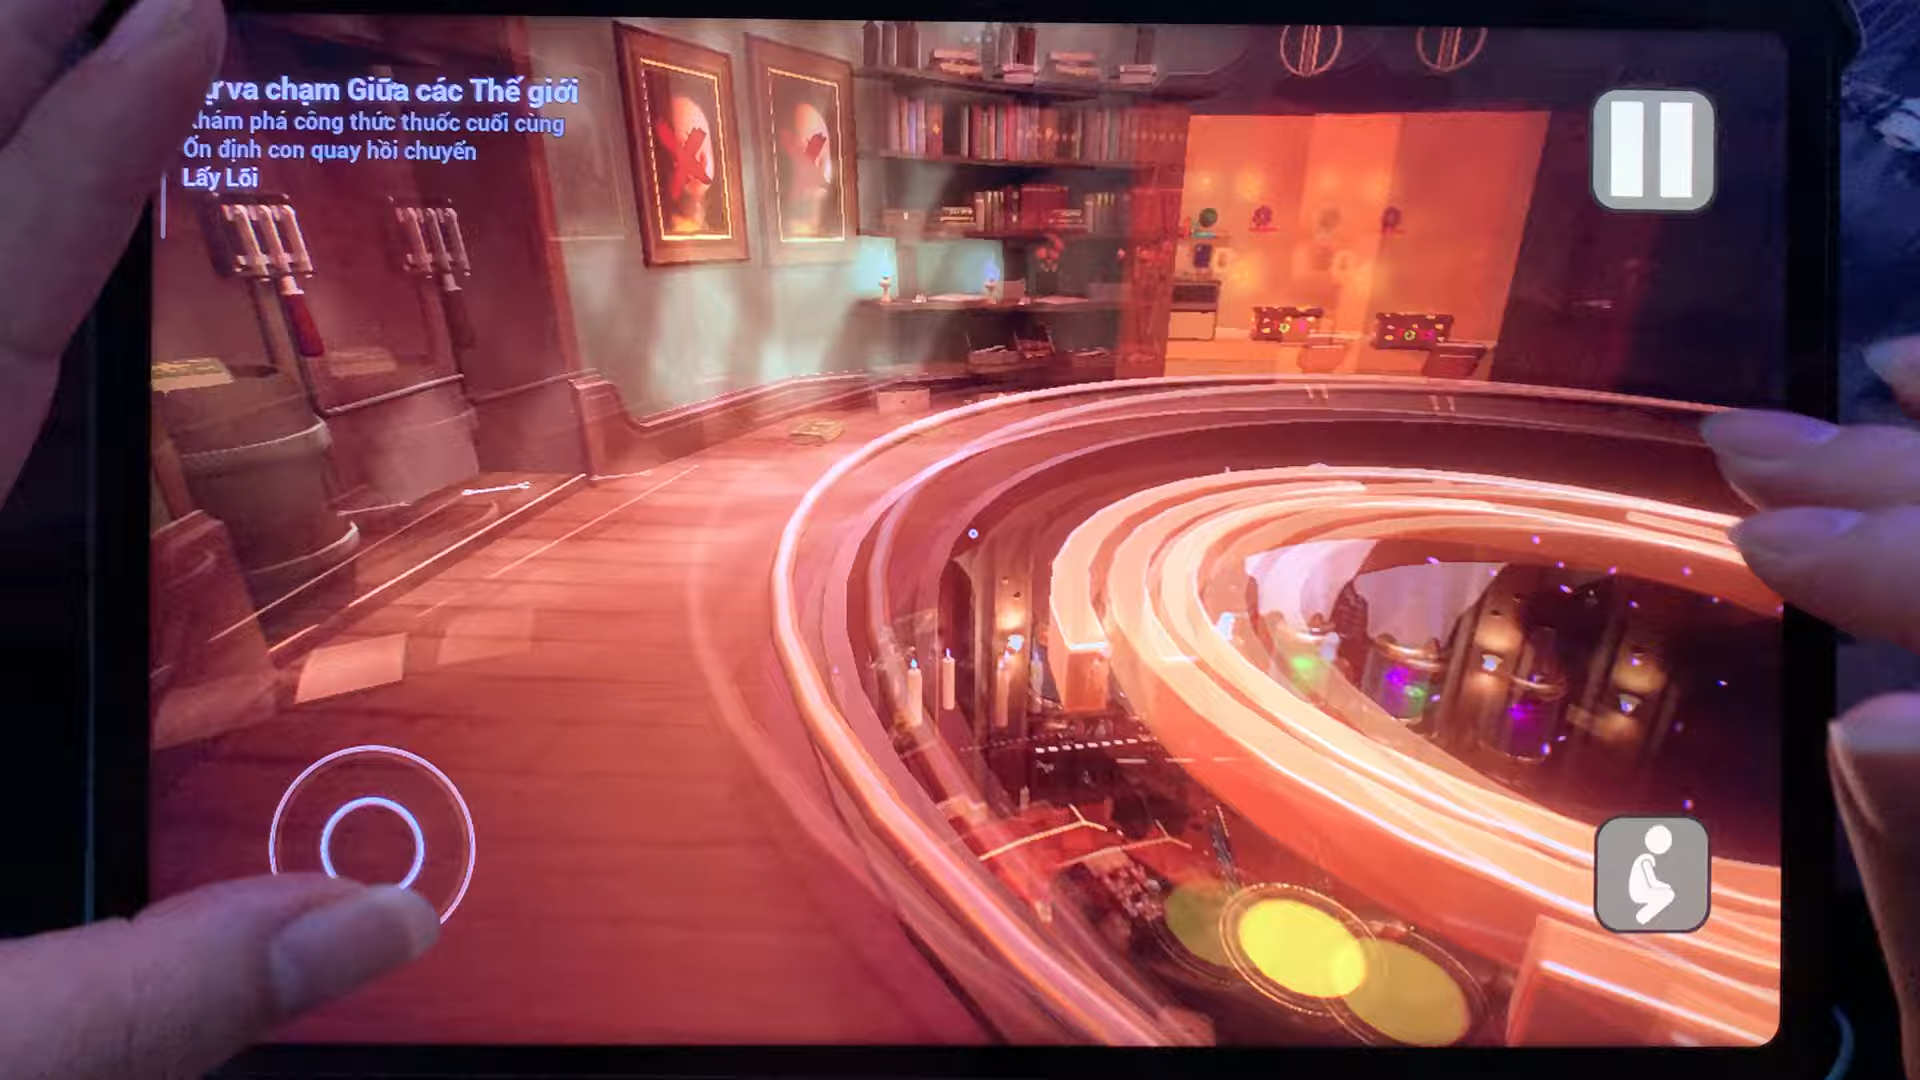 va chạm Giữa các Thế giới
phá công thức thuốc cuối cùng
Ổn định con quay hồi chuyển
Lấy Lõi